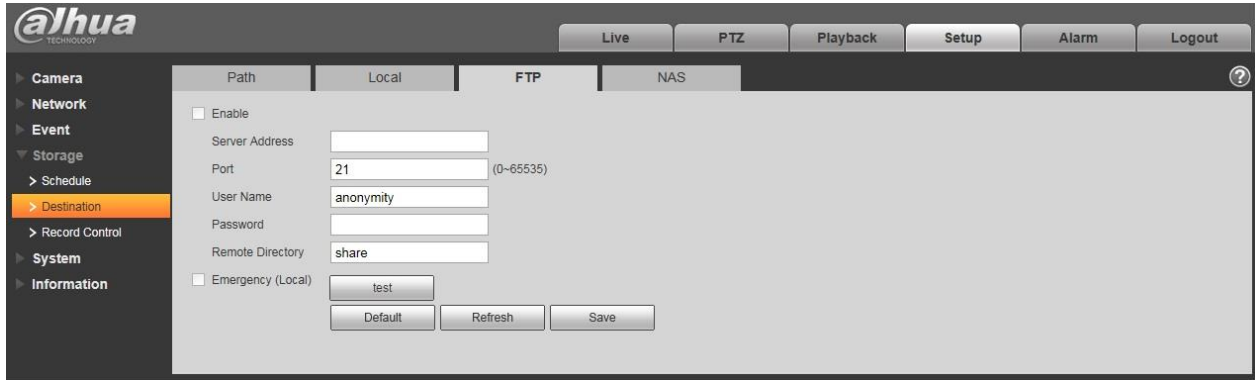 alhua
TECHNOLOGY
Live PTZ Playback Setup Alarm Logout
Camera
Network
Event
Storage
> Schedule
> Destination
> Record Control
System
Information
Path Local FTP NAS ?
Enable
Server Address
Port 21 (0~65535)
User Name anonymity
Password
Remote Directory share
Emergency (Local) test
Default Refresh Save